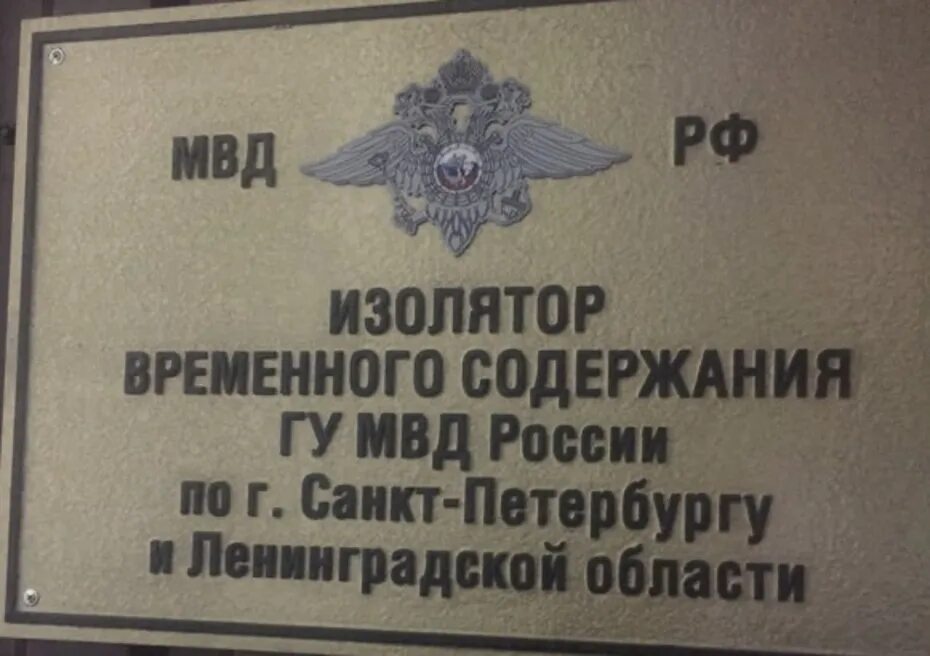 МВД РФ
ИЗОЛЯТОР
ВРЕМЕННОГО СОДЕРЖАНИЯ
ГУ МВД России
по г. Санкт-Петербургу
и Ленинградской области